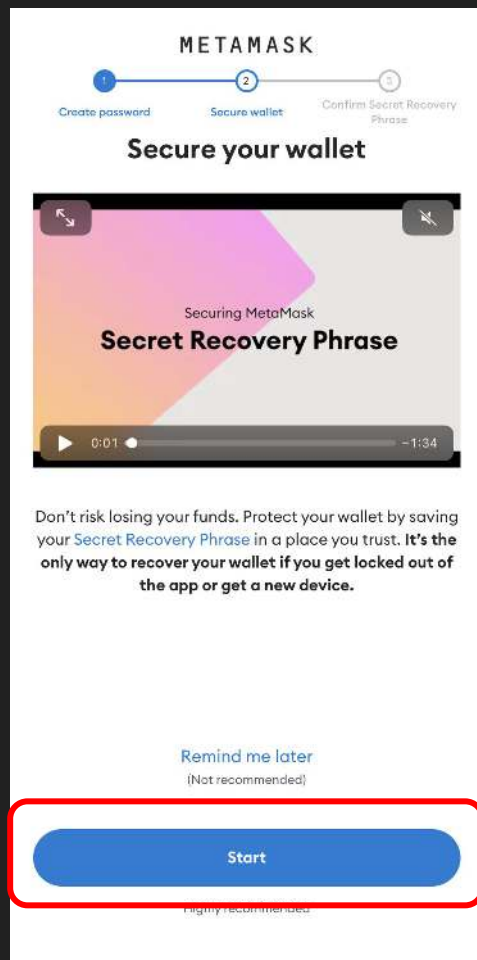 METAMASK
1 2 3
Create password Secure wallet Confirm Secret Recovery
Phrase
Secure your wallet
Securing MetaMask
Secret Recovery Phrase
0:01 -1:34
Don't risk losing your funds. Protect your wallet by saving
your Secret Recovery Phrase in a place you trust. It's the
only way to recover your wallet if you get locked out of
the app or get a new device.
Remind me later
(Not recommended)
Start
Highly recommended